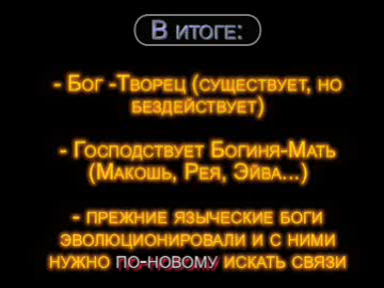 В ИТОГЕ:
- БОГ -ТВОРЕЦ (СУЩЕСТВУЕТ, НО
БЕЗДЕЙСТВУЕТ)
- ГОСПОДСТВУЕТ БОГИНЯ-МАТЬ
(МАКОШЬ, РЕЯ, ЭЙВА...)
- ПРЕЖНИЕ ЯЗЫЧЕСКИЕ БОГИ
ЭВОЛЮЦИОНИРОВАЛИ И С НИМИ
НУЖНО ПО-НОВОМУ ИСКАТЬ СВЯЗИ